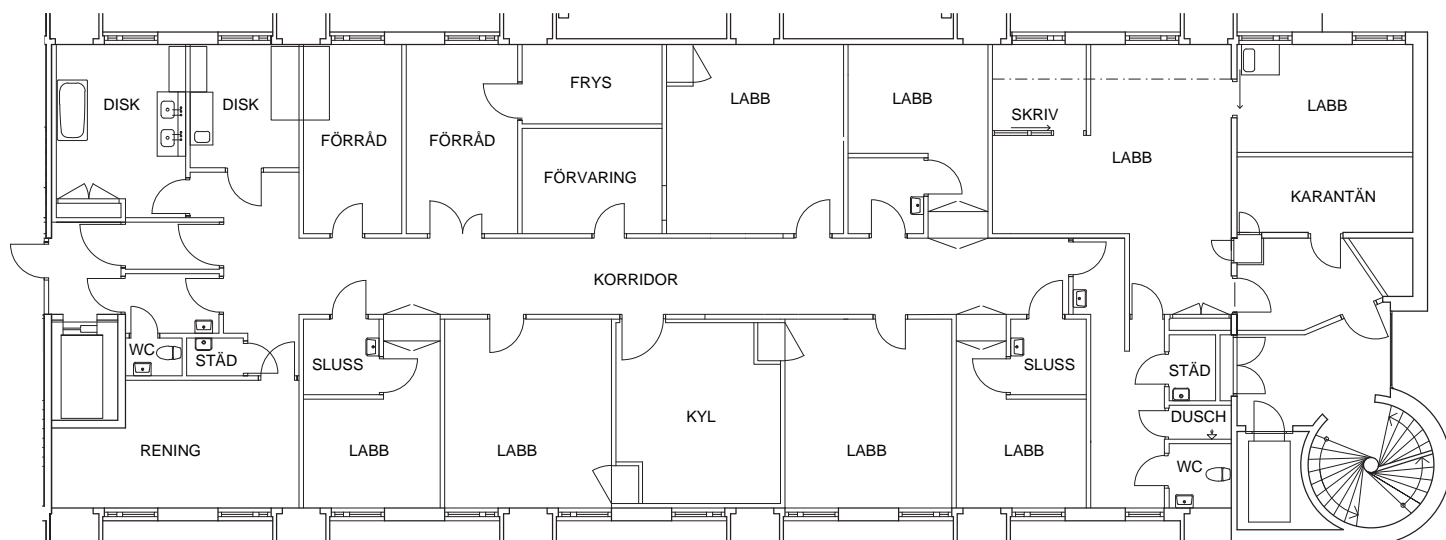 FRYS
DISK
DISK
LABB
LABB
LABB
SKRIV
FÖRRÅD
FÖRRÅD
LABB
FÖRVARING
KARANTÄN
KORRIDOR
WC
STÄD
SLUSS
SLUSS
STÄD
KYL
DUSCH
RENING
LABB
LABB
LABB
LABB
WC